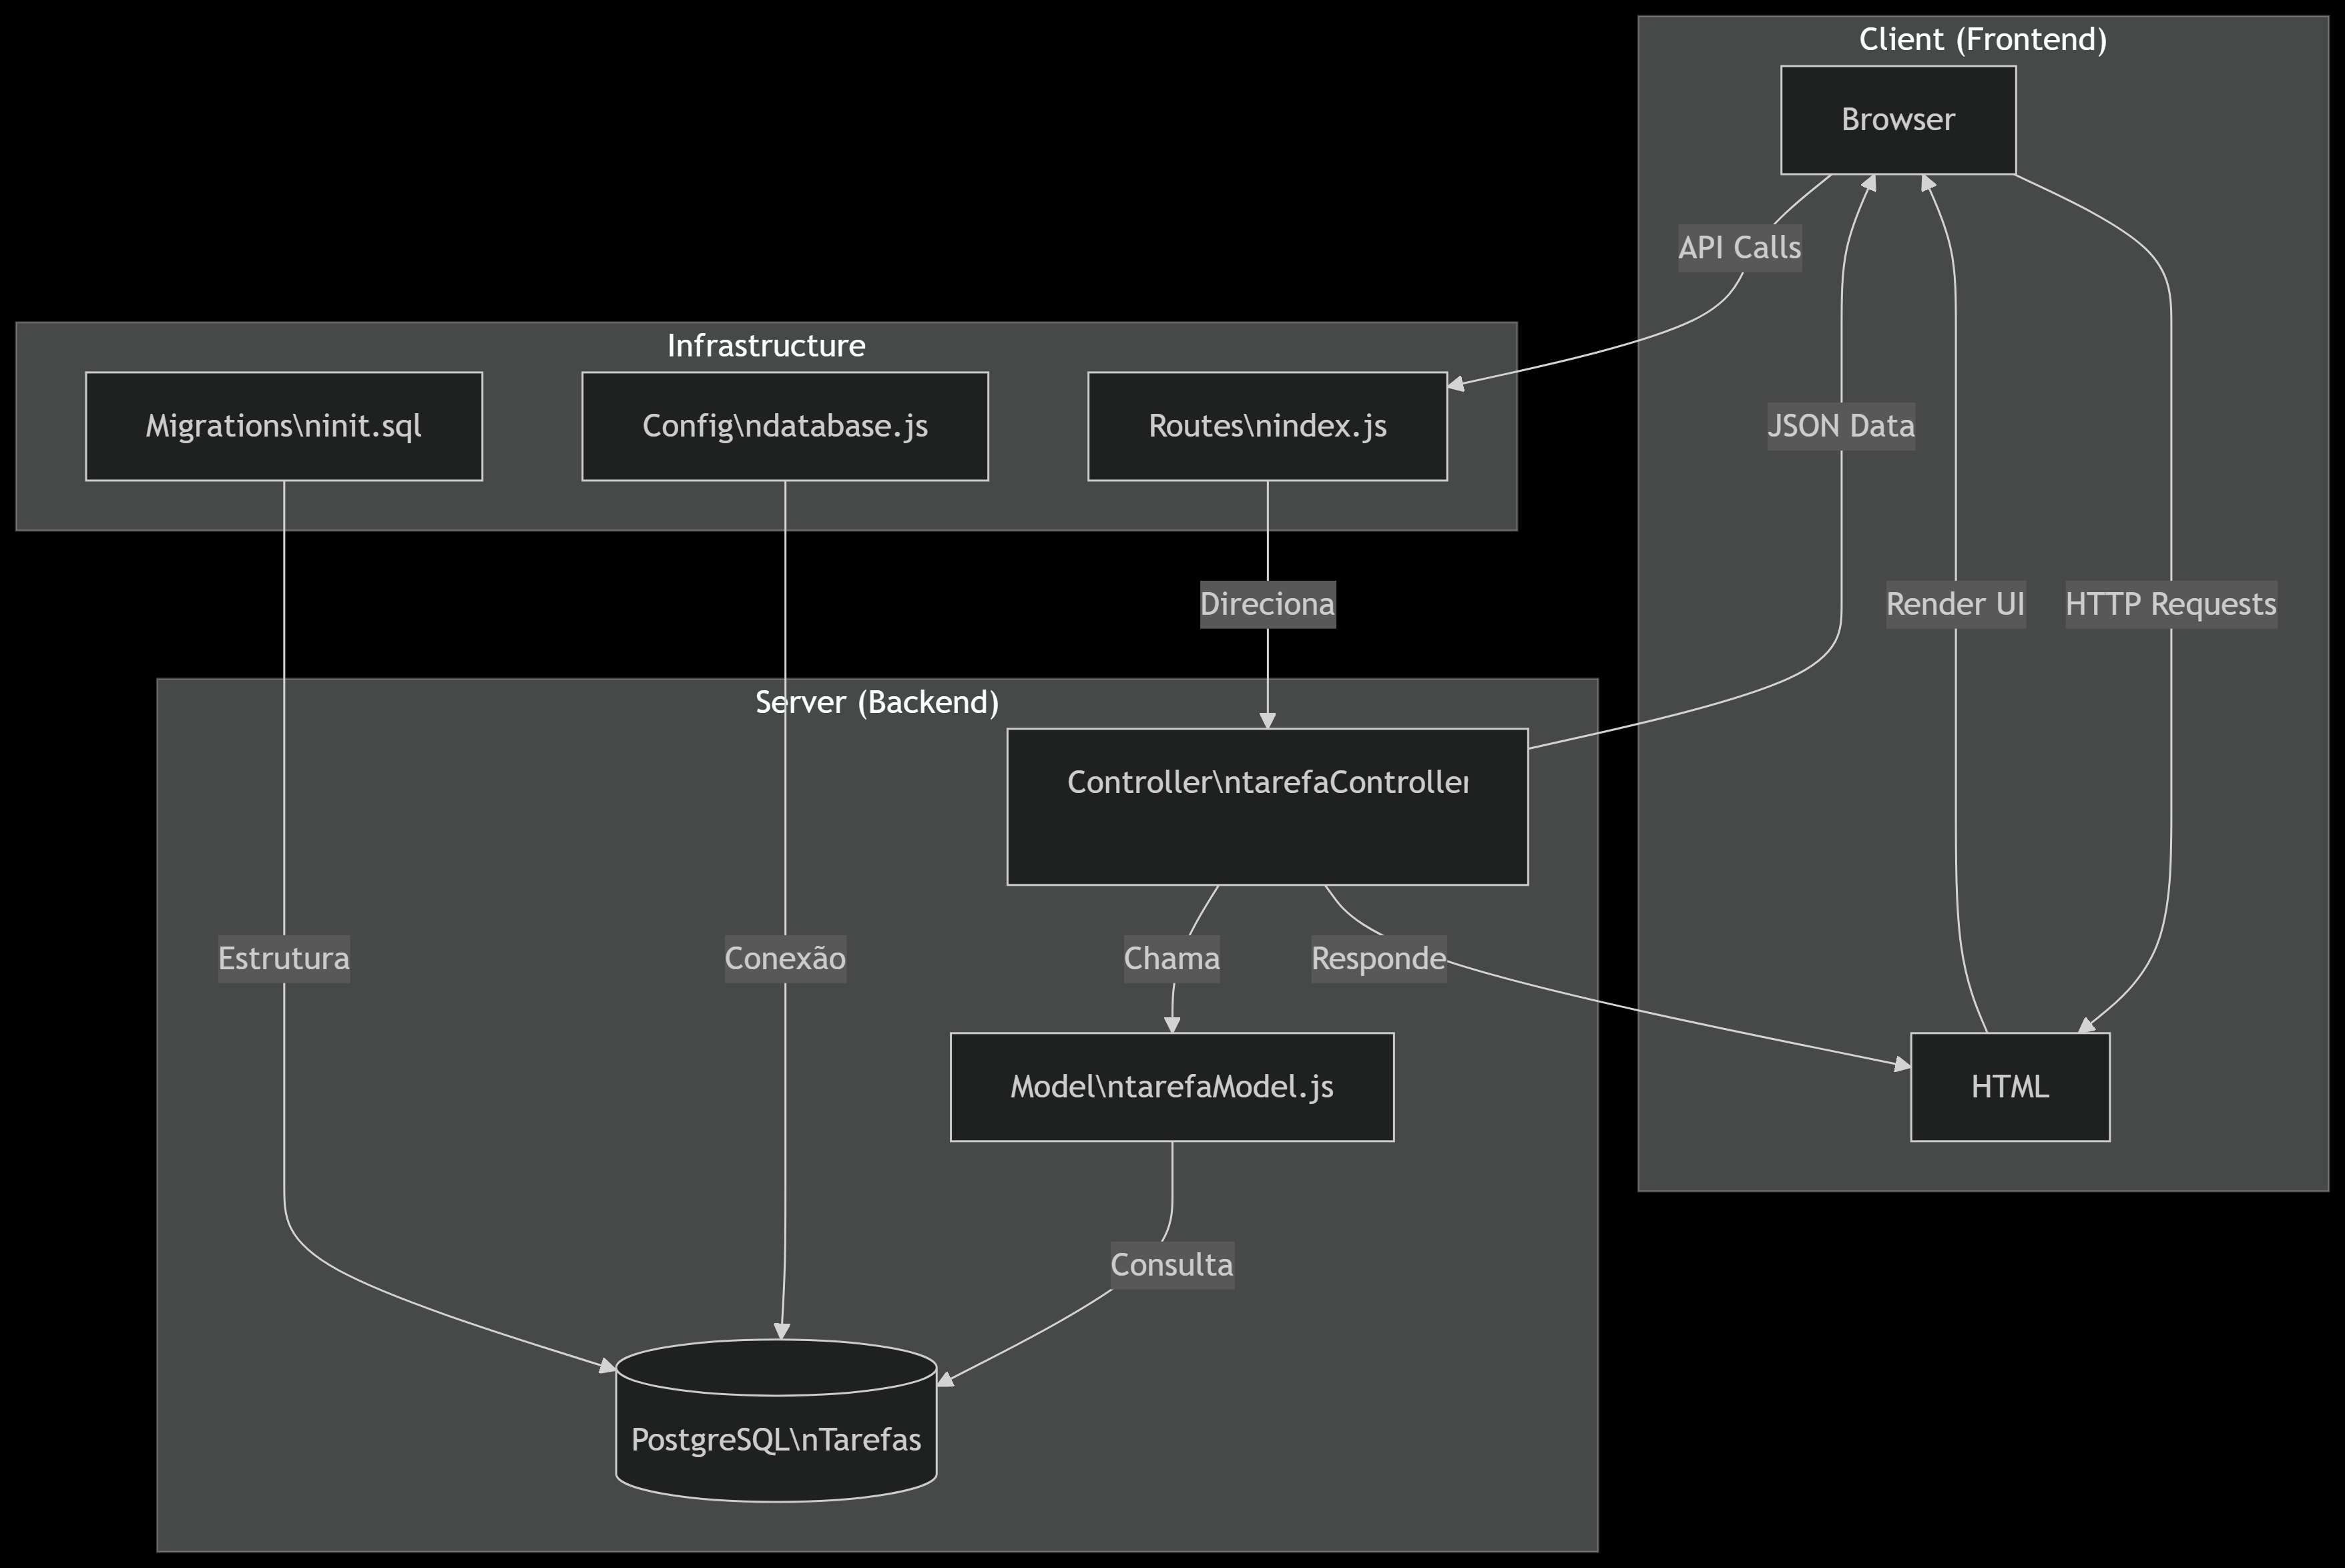 Client (Frontend)
Browser
API Calls
Infrastructure
Migrations\ninit.sql
Config\ndatabase.js
Routes\nindex.js
JSON Data
Direciona
Render UI
HTTP Requests
Server (Backend)
Controller\ntarefaController
Estrutura
Conexão
Chama
Responde
Model\ntarefaModel.js
HTML
Consulta
PostgreSQL\nTarefas